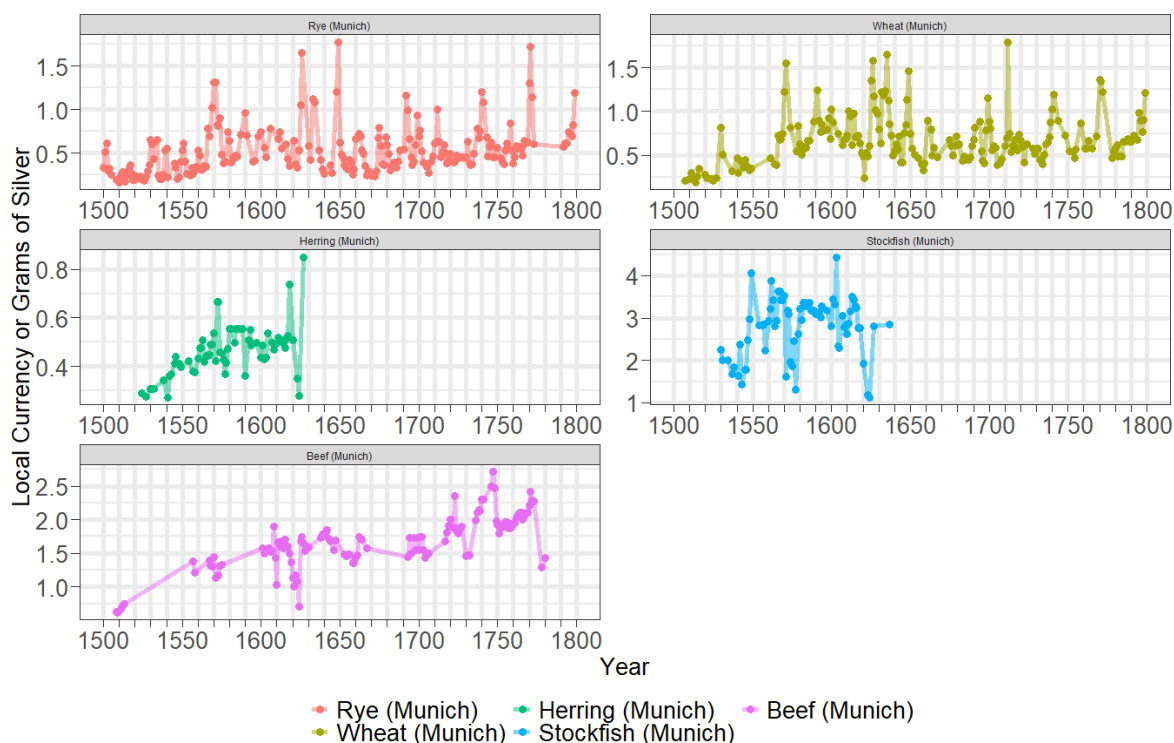 Rye (Munich)
Wheat (Munich)
1.5
1.0
0.5
1500 1550 1600 1650 1700 1750 1800
1.5
1.0
0.5
1500 1550 1600 1650 1700 1750 1800
Herring (Munich)
Stockfish (Munich)
0.8
0.6
0.4
1500 1550 1600 1650 1700 1750 1800
4
3
2
1
1500 1550 1600 1650 1700 1750 1800
Beef (Munich)
2.5
2.0
1.5
1.0
1500 1550 1600 1650 1700 1750 1800
Local Currency or Grams of Silver
Year
Rye (Munich) Herring (Munich) Beef (Munich)
Wheat (Munich) Stockfish (Munich)